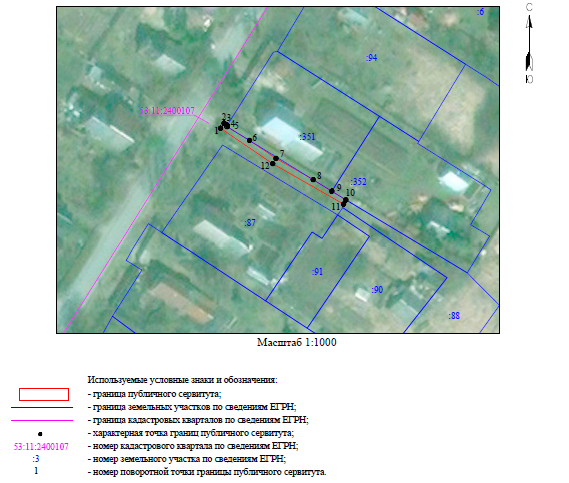 С
:6
:94
53:11:2400107
2
3
4
5
1
6
:351
7
12
8
:352
9
10
11
:87
:91
:90
:88
Ю
Масштаб 1:1000
Используемые условные знаки и обозначения:
- граница публичного сервитута;
- граница земельных участков по сведениям ЕГРН;
- граница кадастровых кварталов по сведениям ЕГРН;
- характерная точка границ публичного сервитута;
53:11:2400107 - номер кадастрового квартала по сведениям ЕГРН;
:3 - номер земельного участка по сведениям ЕГРН;
1 - номер поворотной точки границы публичного сервитута.